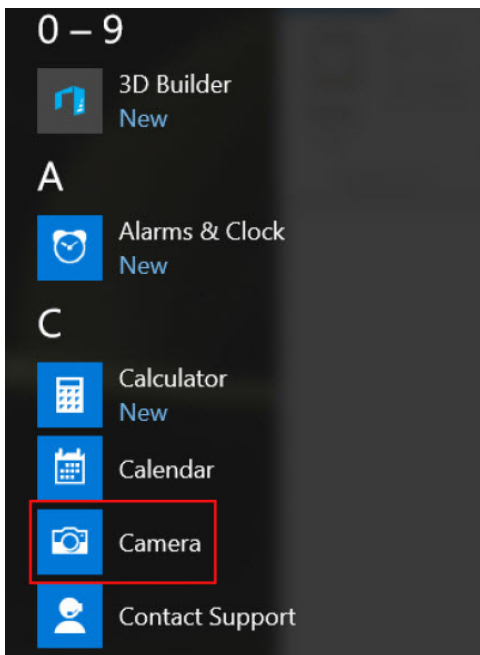 0 – 9
3D Builder
New
A
Alarms & Clock
New
C
Calculator
New
Calendar
Camera
Contact Support